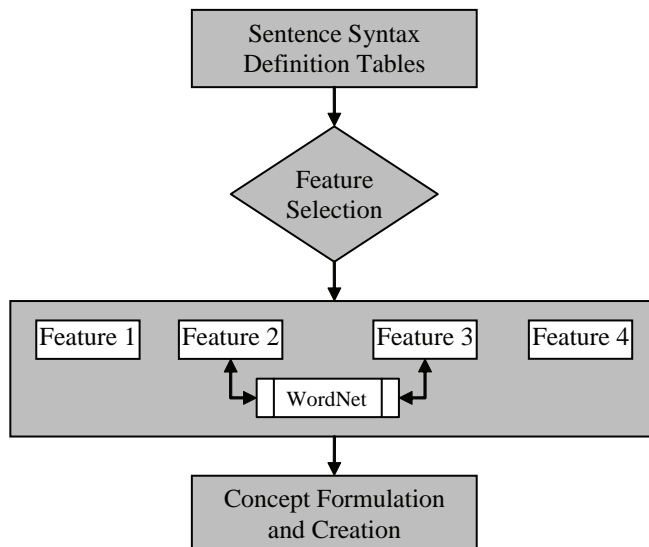 Sentence Syntax
Definition Tables
Feature
Selection
Feature 1
Feature 2
Feature 3
Feature 4
WordNet
Concept Formulation
and Creation